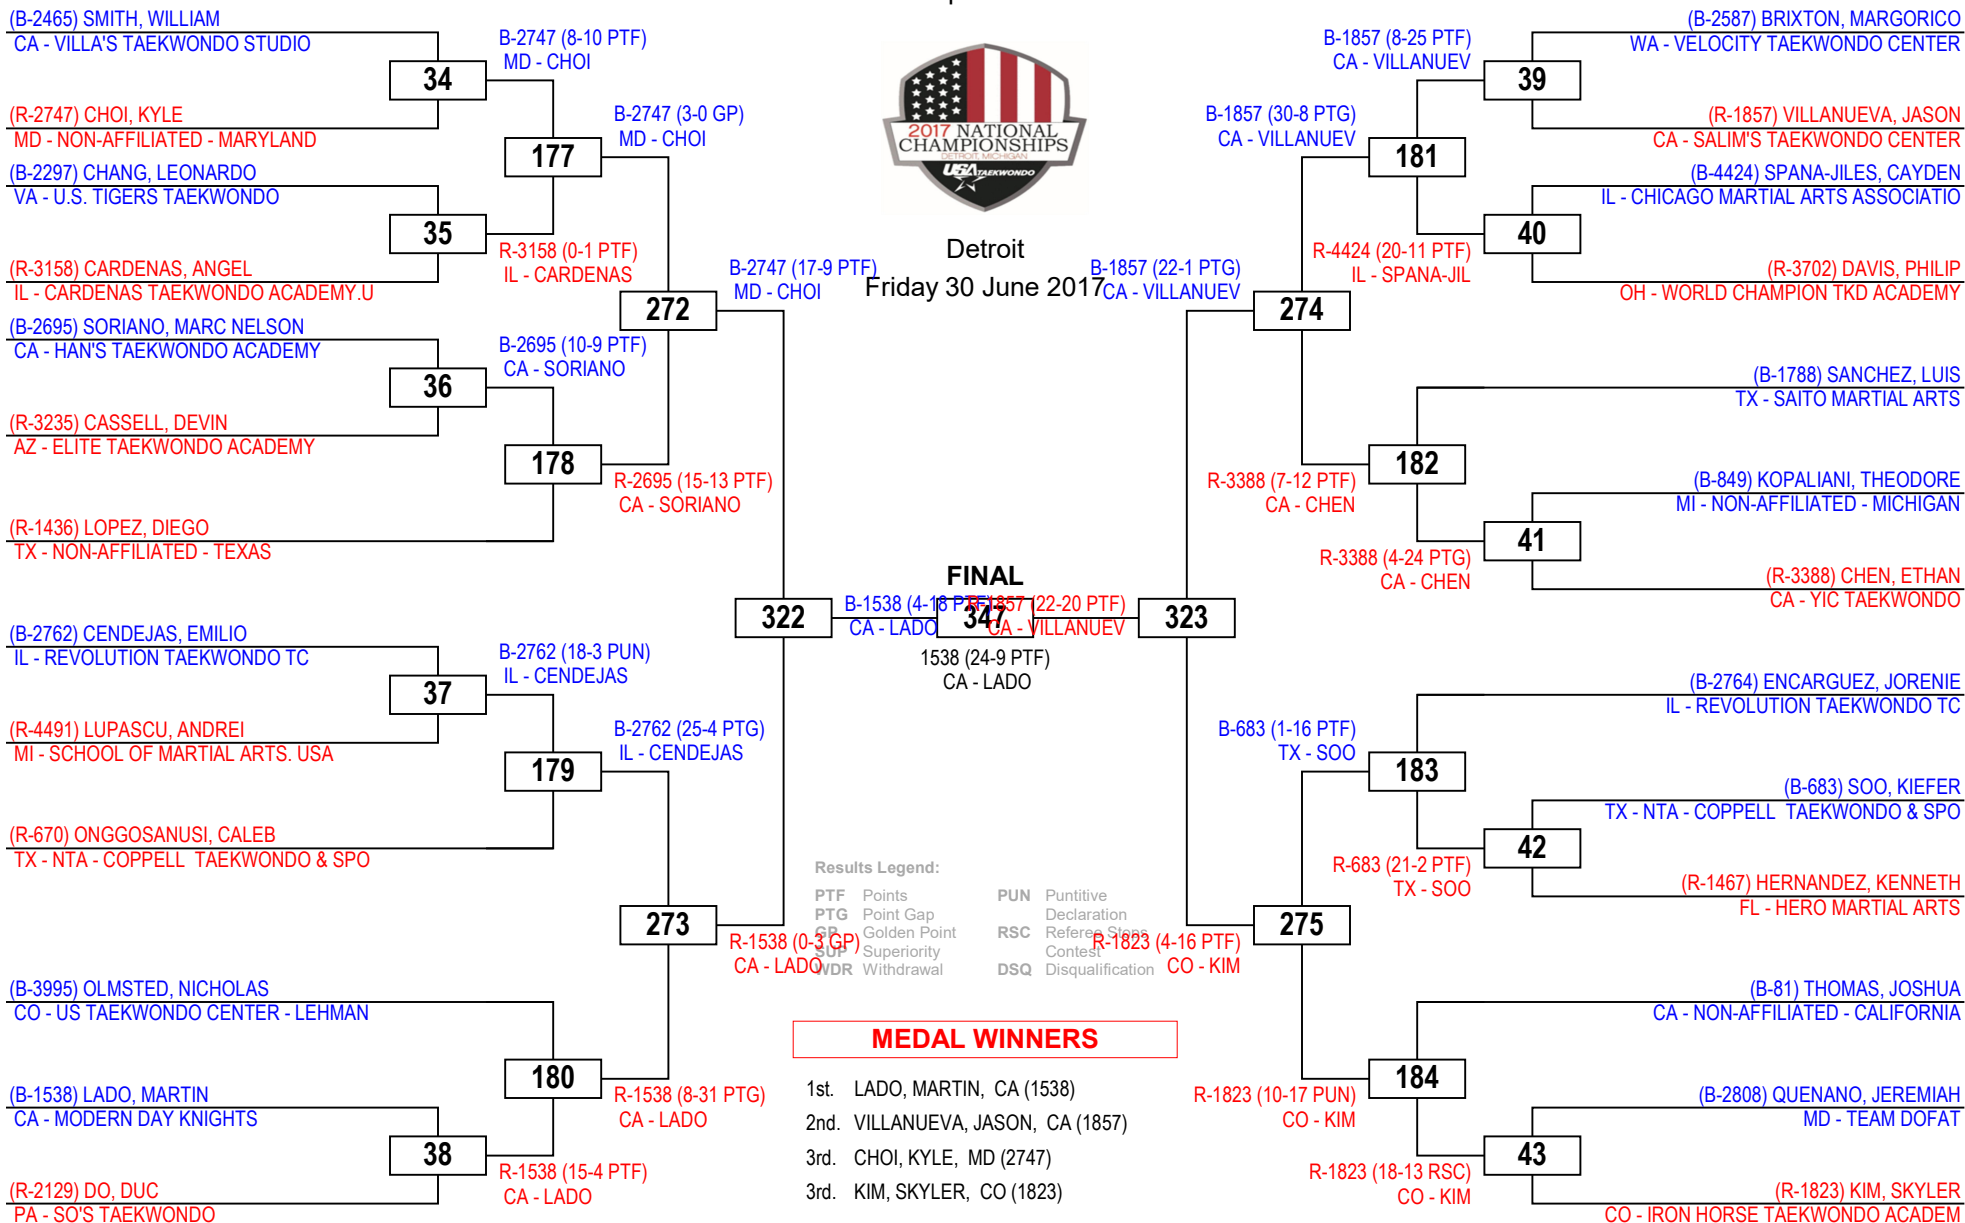 (B-2465) SMITH, WILLIAM
CA - VILLA'S TAEKWONDO STUDIO
34
(R-2747) CHOI, KYLE
MD - NON-AFFILIATED - MARYLAND
B-2747 (8-10 PTF)
MD - CHOI
177
(B-2297) CHANG, LEONARDO
VA - U.S. TIGERS TAEKWONDO
35
(R-3158) CARDENAS, ANGEL
IL - CARDENAS TAEKWONDO ACADEMY.U
R-3158 (0-1 PTF)
IL - CARDENAS
B-2747 (3-0 GP)
MD - CHOI
272
(B-2695) SORIANO, MARC NELSON
CA - HAN'S TAEKWONDO ACADEMY
36
(R-3235) CASSELL, DEVIN
AZ - ELITE TAEKWONDO ACADEMY
B-2695 (10-9 PTF)
CA - SORIANO
178
(R-1436) LOPEZ, DIEGO
TX - NON-AFFILIATED - TEXAS
R-2695 (15-13 PTF)
CA - SORIANO
B-2747 (17-9 PTF)
MD - CHOI
322
(B-2762) CENDEJAS, EMILIO
IL - REVOLUTION TAEKWONDO TC
37
(R-4491) LUPASCU, ANDREI
MI - SCHOOL OF MARTIAL ARTS. USA
B-2762 (18-3 PUN)
IL - CENDEJAS
179
(R-670) ONGGOSANUSI, CALEB
TX - NTA - COPPELL TAEKWONDO & SPO
B-2762 (25-4 PTG)
IL - CENDEJAS
273
(B-3995) OLMSTED, NICHOLAS
CO - US TAEKWONDO CENTER - LEHMAN
180
(B-1538) LADO, MARTIN
CA - MODERN DAY KNIGHTS
38
(R-2129) DO, DUC
PA - SO'S TAEKWONDO
R-1538 (15-4 PTF)
CA - LADO
R-1538 (8-31 PTG)
CA - LADO
R-1538 (0-3 GP)
CA - LADO
2017 NATIONAL
CHAMPIONSHIPS
DETROIT, MICHIGAN
USA TAEKWONDO
Detroit
Friday 30 June 2017
FINAL
B-1538 (4-18 PTF)
CA - LADO
347
R-1857 (22-20 PTF)
CA - VILLANUEV
1538 (24-9 PTF)
CA - LADO
Results Legend:
PTF Points
PTG Point Gap
GP Golden Point
SUP Superiority
WDR Withdrawal
PUN Puntitive
Declaration
RSC Referee Stops
Contest
DSQ Disqualification
MEDAL WINNERS
1st. LADO, MARTIN, CA (1538)
2nd. VILLANUEVA, JASON, CA (1857)
3rd. CHOI, KYLE, MD (2747)
3rd. KIM, SKYLER, CO (1823)
(B-2587) BRIXTON, MARGORICO
WA - VELOCITY TAEKWONDO CENTER
39
(R-1857) VILLANUEVA, JASON
CA - SALIM'S TAEKWONDO CENTER
B-1857 (8-25 PTF)
CA - VILLANUEV
181
(B-4424) SPANA-JILES, CAYDEN
IL - CHICAGO MARTIAL ARTS ASSOCIATIO
40
(R-3702) DAVIS, PHILIP
OH - WORLD CHAMPION TKD ACADEMY
R-4424 (20-11 PTF)
IL - SPANA-JIL
B-1857 (30-8 PTG)
CA - VILLANUEV
274
(B-1788) SANCHEZ, LUIS
TX - SAITO MARTIAL ARTS
182
(B-849) KOPALIANI, THEODORE
MI - NON-AFFILIATED - MICHIGAN
41
(R-3388) CHEN, ETHAN
CA - YIC TAEKWONDO
R-3388 (4-24 PTG)
CA - CHEN
R-3388 (7-12 PTF)
CA - CHEN
B-1857 (22-1 PTG)
CA - VILLANUEV
323
(B-2764) ENCARGUEZ, JORENIE
IL - REVOLUTION TAEKWONDO TC
183
(B-683) SOO, KIEFER
TX - NTA - COPPELL TAEKWONDO & SPO
42
(R-1467) HERNANDEZ, KENNETH
FL - HERO MARTIAL ARTS
R-683 (21-2 PTF)
TX - SOO
B-683 (1-16 PTF)
TX - SOO
275
(B-81) THOMAS, JOSHUA
CA - NON-AFFILIATED - CALIFORNIA
184
(B-2808) QUENANO, JEREMIAH
MD - TEAM DOFAT
43
(R-1823) KIM, SKYLER
CO - IRON HORSE TAEKWONDO ACADEM
R-1823 (18-13 RSC)
CO - KIM
R-1823 (10-17 PUN)
CO - KIM
R-1823 (4-16 PTF)
CO - KIM